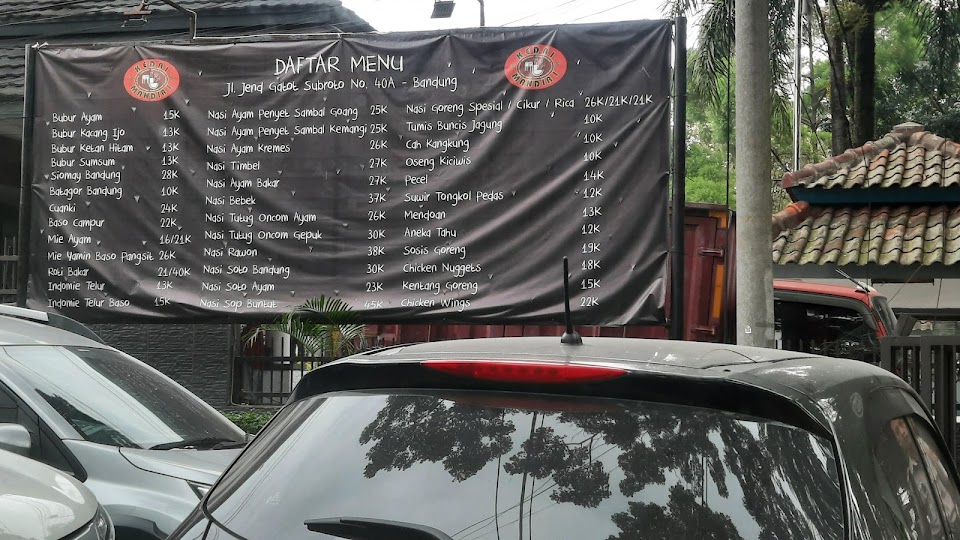 KEDAI MANDIRI
DAFTAR MENU
Jl. Jend Gatot Subroto No. 40A - Bandung
KEDAI MANDIRI
Bubur Ayam 15K
Bubur Kacang Ijo 13K
Bubur Ketan Hitam 13K
Bubur Sumsum 13K
Siomay Bandung 28K
Batagor Bandung 10K
Cuanki 24K
Baso Campur 22K
Mie Ayam 16/21K
Mie Yamin Baso Pangsit 26K
Roti Bakar 21/40K
Indomie Telur 13K
Indomie Telur Baso 15K
Nasi Ayam Penyet Sambal Goang 25K
Nasi Ayam Penyet Sambal Kemangi 25K
Nasi Ayam Kremes 26K
Nasi Timbel 27K
Nasi Ayam Bakar 27K
Nasi Bebek 37K
Nasi Tutug Oncom Ayam 26K
Nasi Tutug Oncom Gepuk 30K
Nasi Rawon 38K
Nasi Soto Bandung 30K
Nasi Soto Ayam 23K
Nasi Sop Buntut 45K
Nasi Goreng Spesial / Cikur / Rica 26K/21K/21K
Tumis Buncis Jagung 10K
Cah Kangkung 10K
Oseng Kiciwis 10K
Pecel 14K
Suwir Tongkol Pedas 12K
Mendoan 13K
Aneka Tahu 12K
Sosis Goreng 19K
Chicken Nuggets 18K
Kentang Goreng 15K
Chicken Wings 22K